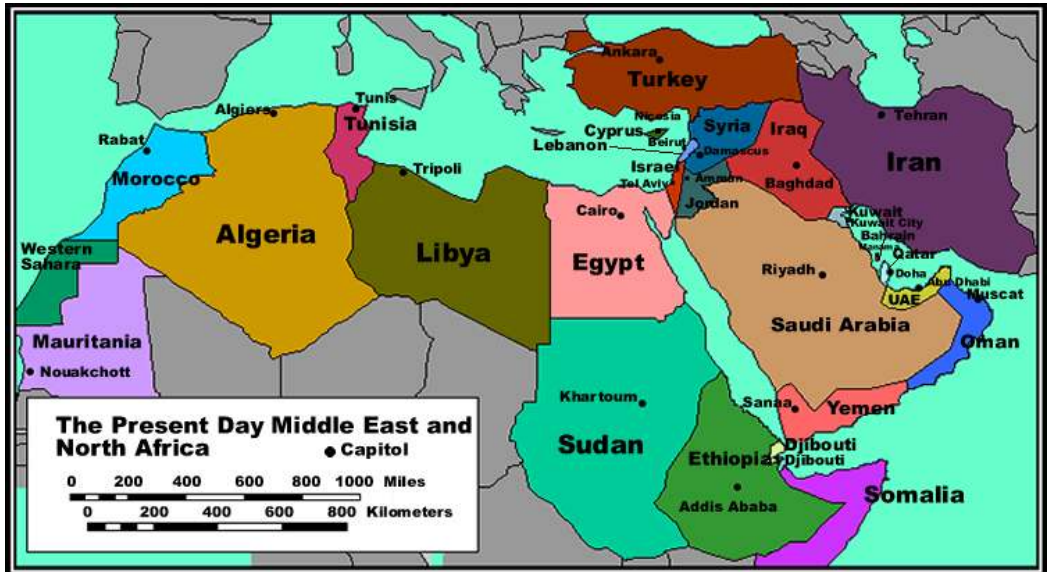 Ankara
Turkey
Algiers
Tunis
Tunisia
Nicosia
Cyprus
Beirut
Lebanon
Syria
Damascus
Iraq
Baghdad
Tehran
Iran
Rabat
Morocco
Tripoli
Israel
Tel Aviv
Amman
Jordan
Kuwait
Kuwait City
Bahrain
Manama
Qatar
Doha
Abu Dhabi
UAE
Muscat
Oman
Algeria
Libya
Cairo
Egypt
Riyadh
Saudi Arabia
Western
Sahara
Mauritania
Nouakchott
Khartoum
Sudan
Sanaa
Yemen
Djibouti
Djibouti
Ethiopia
Addis Ababa
Somalia
The Present Day Middle East and
North Africa
Capitol
0 200 400 600 800 1000 Miles
0 200 400 600 800 Kilometers